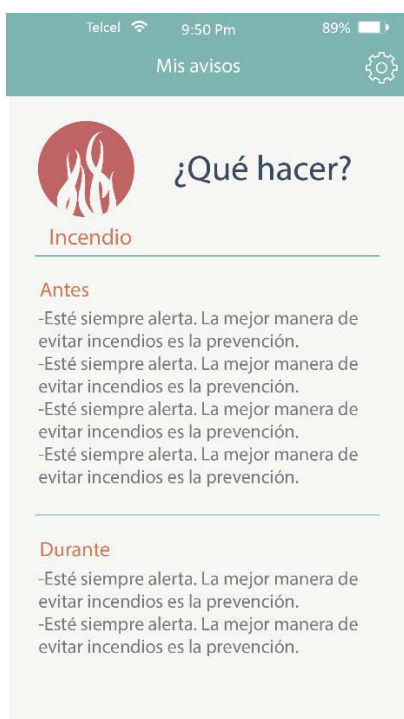 Telcel 9:50 Pm 89%
Mis avisos
¿Qué hacer?
Incendio
Antes
-Esté siempre alerta. La mejor manera de
evitar incendios es la prevención.
-Esté siempre alerta. La mejor manera de
evitar incendios es la prevención.
-Esté siempre alerta. La mejor manera de
evitar incendios es la prevención.
-Esté siempre alerta. La mejor manera de
evitar incendios es la prevención.
Durante
-Esté siempre alerta. La mejor manera de
evitar incendios es la prevención.
-Esté siempre alerta. La mejor manera de
evitar incendios es la prevención.